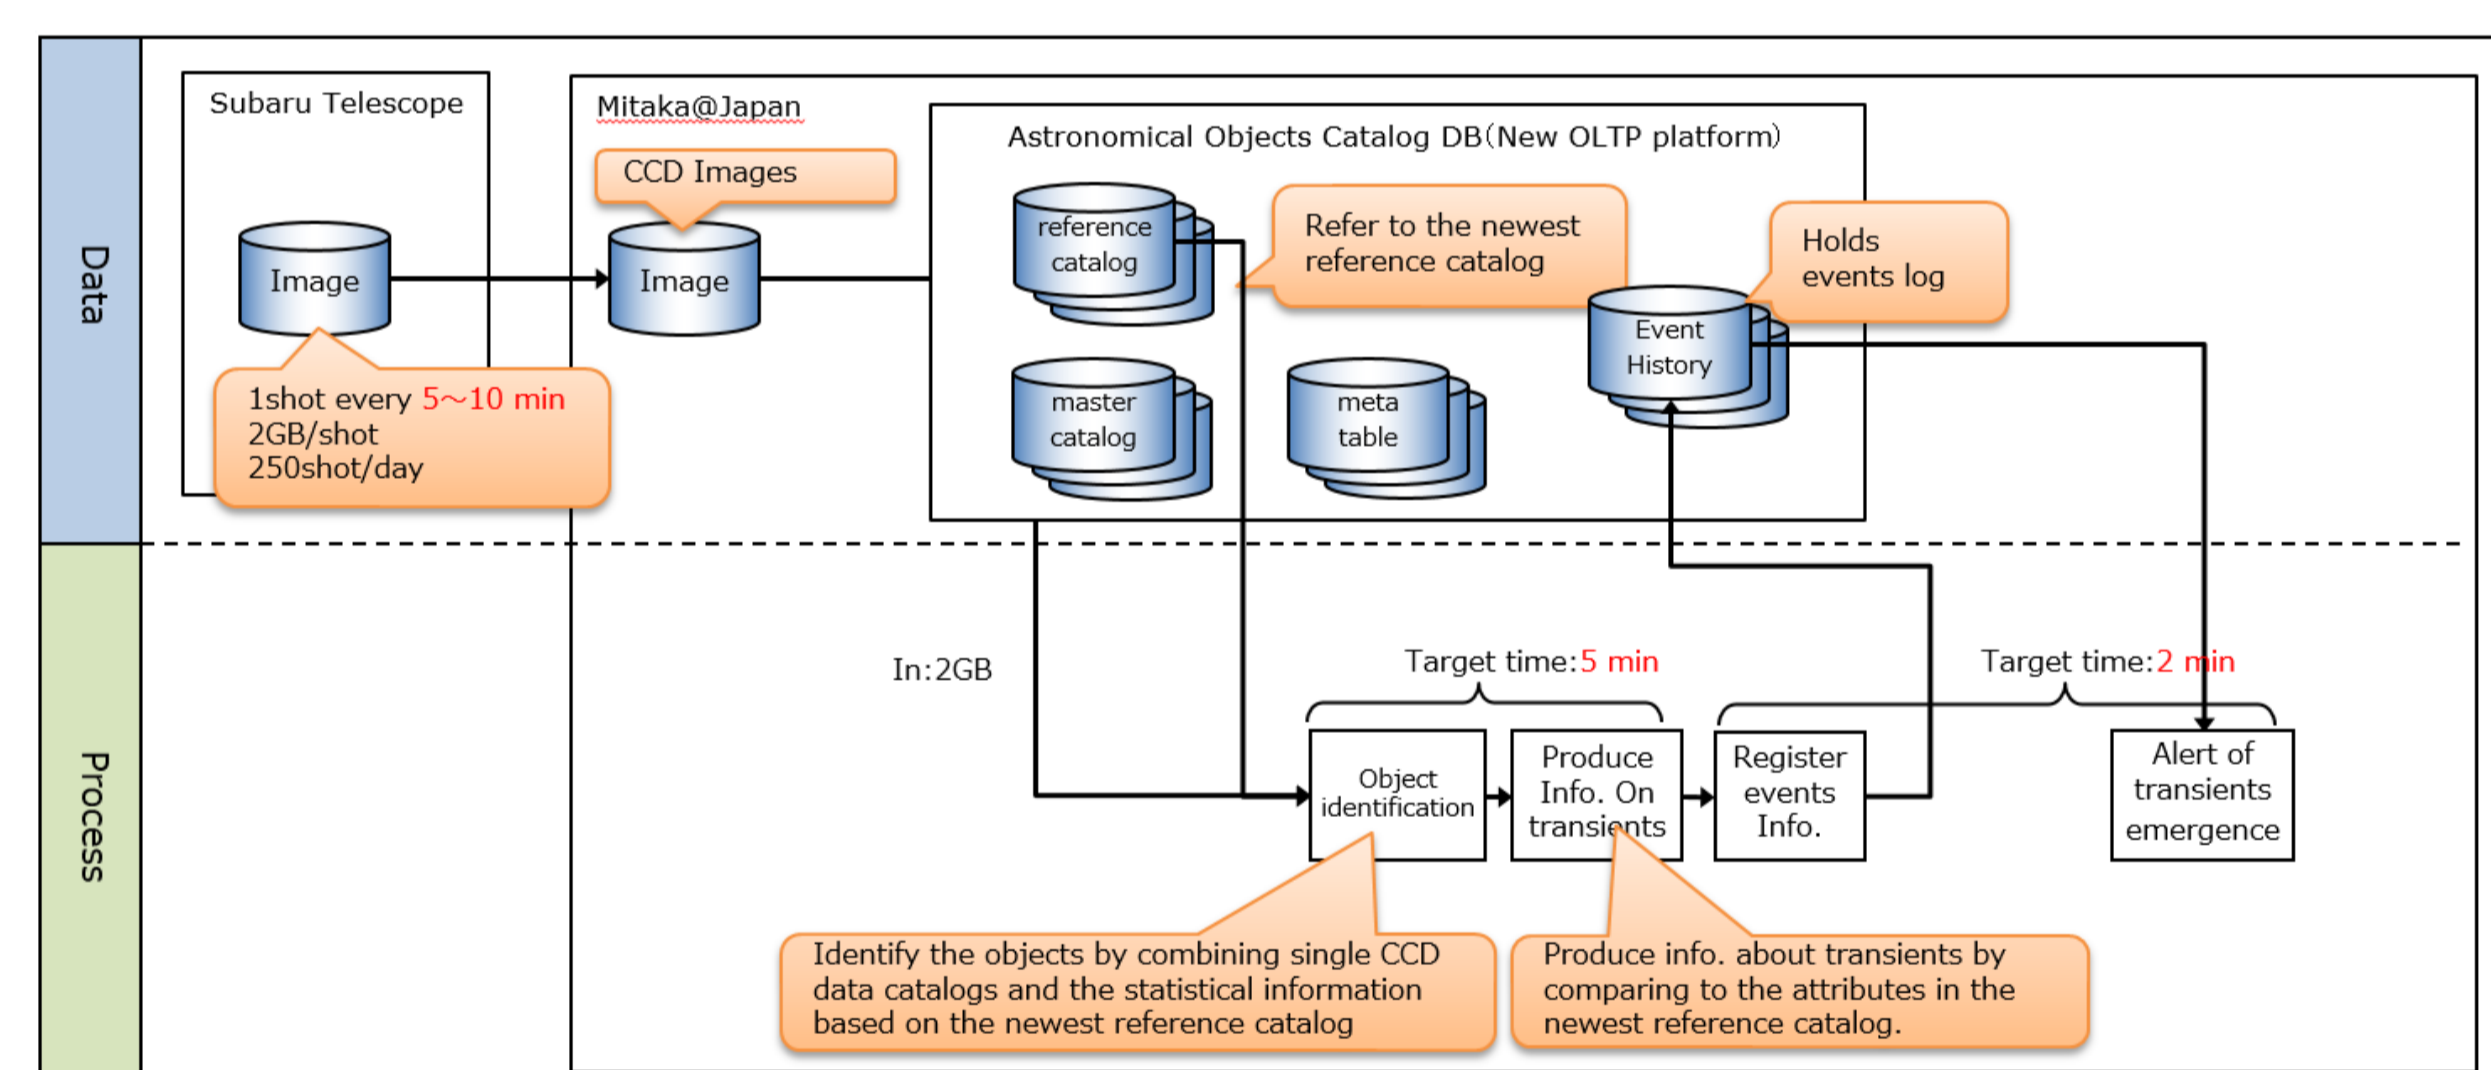 Data
Subaru Telescope
Image
1shot every 5～10 min
2GB/shot
250shot/day
Mitaka@Japan
CCD Images
Image
Astronomical Objects Catalog DB(New OLTP platform)
reference
catalog
Refer to the newest
reference catalog
Holds
events log
Event
History
master
catalog
meta
table
Process
In:2GB
Target time:5 min
Target time:2 min
Object
identification
Produce
Info. On
transients
Register
events
Info.
Alert of
transients
emergence
Identify the objects by combining single CCD
data catalogs and the statistical information
based on the newest reference catalog
Produce info. about transients by
comparing to the attributes in the
newest reference catalog.